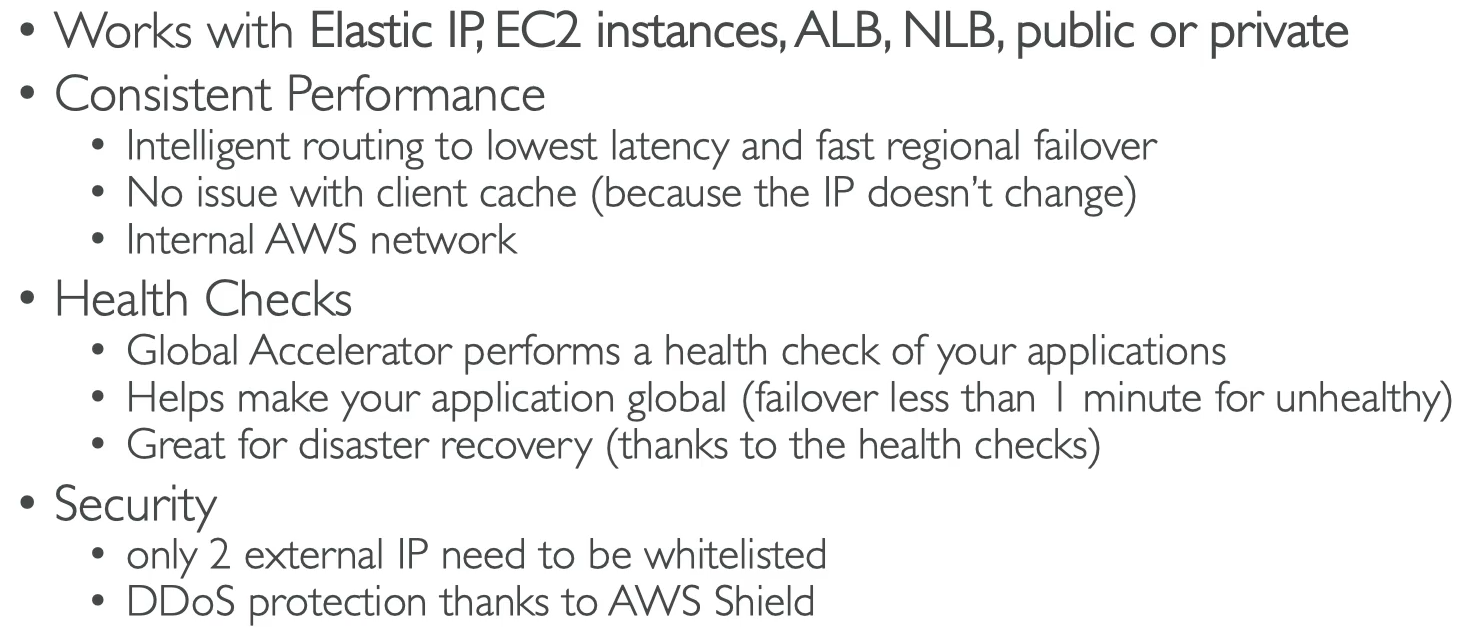 • Works with Elastic IP, EC2 instances, ALB, NLB, public or private
• Consistent Performance
• Intelligent routing to lowest latency and fast regional failover
• No issue with client cache (because the IP doesn’t change)
• Internal AWS network
• Health Checks
• Global Accelerator performs a health check of your applications
• Helps make your application global (failover less than 1 minute for unhealthy)
• Great for disaster recovery (thanks to the health checks)
• Security
• only 2 external IP need to be whitelisted
• DDoS protection thanks to AWS Shield